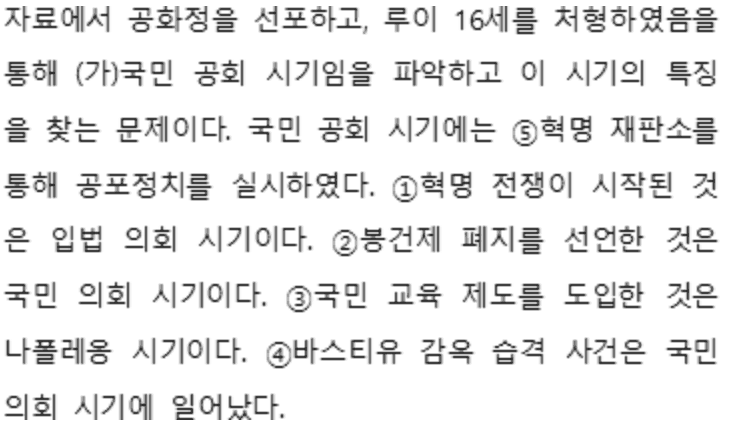 자료에서 공화정을 선포하고, 루이 16세를 처형하였음을
통해 (가)국민 공회 시기임을 파악하고 이 시기의 특징
을 찾는 문제이다. 국민 공회 시기에는 ⑤혁명 재판소를
통해 공포정치를 실시하였다. ①혁명 전쟁이 시작된 것
은 입법 의회 시기이다. ②봉건제 폐지를 선언한 것은
국민 의회 시기이다. ③국민 교육 제도를 도입한 것은
나폴레옹 시기이다. ④바스티유 감옥 습격 사건은 국민
의회 시기에 일어났다.